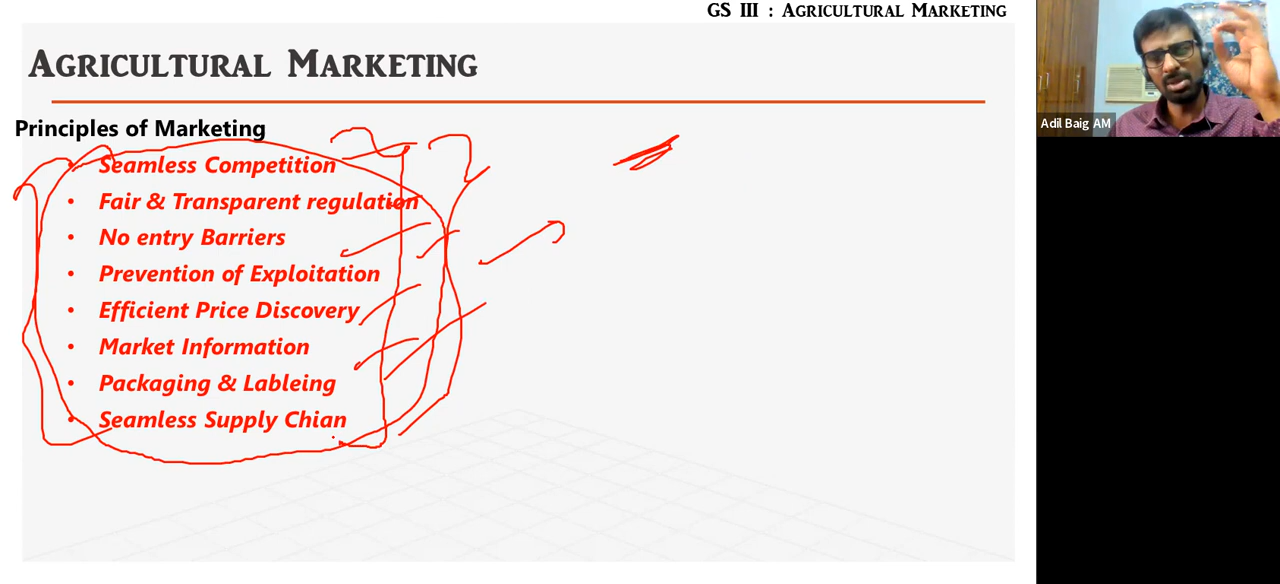 GS III : Agricultural Marketing
Agricultural Marketing
Principles of Marketing
• Seamless Competition
• Fair & Transparent regulation
• No entry Barriers
• Prevention of Exploitation
• Efficient Price Discovery
• Market Information
• Packaging & Lableing
• Seamless Supply Chian
Adil Baig AM